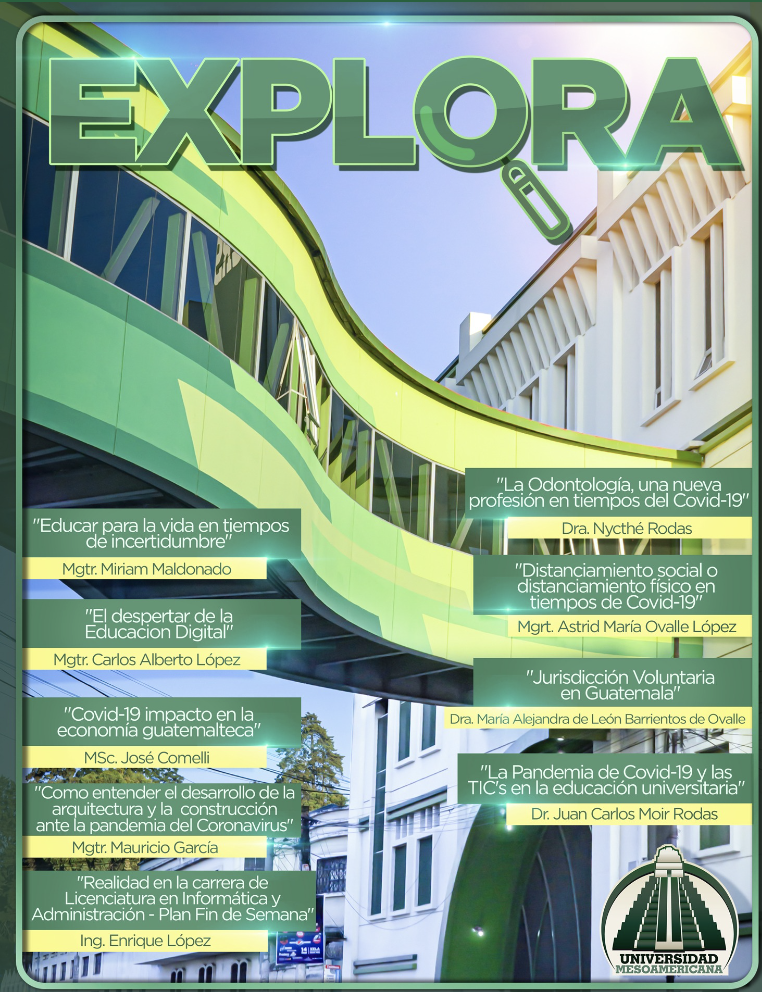 EXPLORA
"Educar para la vida en tiempos
de incertidumbre"
Mgtr. Miriam Maldonado
"El despertar de la
Educacion Digital"
Mgtr. Carlos Alberto López
"Covid-19 impacto en la
economía guatemalteca"
MSc. José Comelli
"Como entender el desarrollo de la
arquitectura y la construcción
ante la pandemia del Coronavirus"
Mgtr. Mauricio García
"Realidad en la carrera de
Licenciatura en Informática y
Administración - Plan Fin de Semana"
Ing. Enrique López
"La Odontología, una nueva
profesión en tiempos del Covid-19"
Dra. Nycthé Rodas
"Distanciamiento social o
distanciamiento físico en
tiempos de Covid-19"
Mgrt. Astrid María Ovalle López
"Jurisdicción Voluntaria
en Guatemala"
Dra. María Alejandra de León Barrientos de Ovalle
"La Pandemia de Covid-19 y las
TIC's en la educación universitaria"
Dr. Juan Carlos Moir Rodas
UNIVERSIDAD
MESOAMERICANA